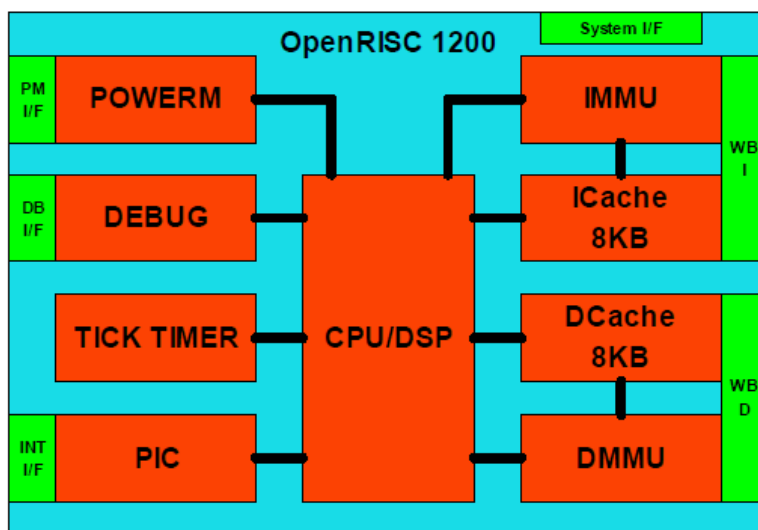 OpenRISC 1200
System I/F
PM
I/F
POWERM
IMMU
WB
I
DB
I/F
DEBUG
ICache
8KB
TICK TIMER
CPU/DSP
DCache
8KB
WB
D
INT
I/F
PIC
DMMU